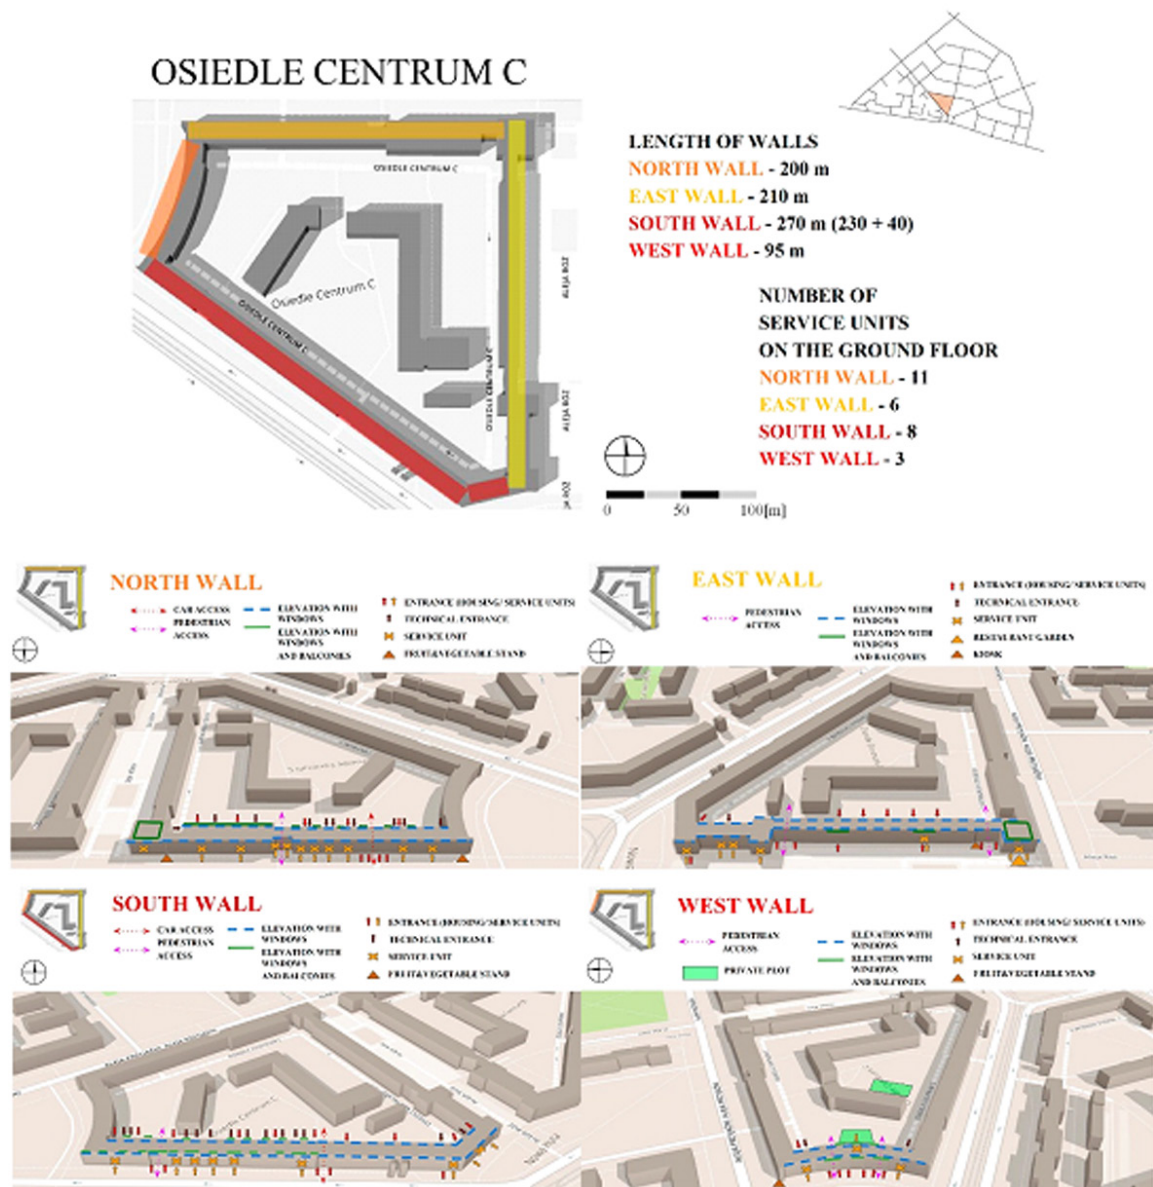 OSIEDLE CENTRUM C
LENGTH OF WALLS
NORTH WALL - 200 m
EAST WALL - 210 m
SOUTH WALL - 270 m (230 + 40)
WEST WALL - 95 m
NUMBER OF
SERVICE UNITS
ON THE GROUND FLOOR
NORTH WALL - 11
EAST WALL - 6
SOUTH WALL - 8
WEST WALL - 3
OSIEDLE CENTRUM C
Osiedle Centrum C
OSIEDLE CENTRUM C
0 50 100[m]
NORTH WALL
CAR ACCESS
PEDESTRIAN
ACCESS
ELEVATION WITH
WINDOWS
ELEVATION WITH
WINDOWS
AND BALCONIES
ENTRANCE (HOUSING/ SERVICE UNITS)
TECHNICAL ENTRANCE
SERVICE UNIT
FRUIT&VEGETABLE STAND
EAST WALL
PEDESTRIAN
ACCESS
ELEVATION WITH
WINDOWS
ELEVATION WITH
WINDOWS
AND BALCONIES
ENTRANCE (HOUSING/ SERVICE UNITS)
TECHNICAL ENTRANCE
SERVICE UNIT
RESTAURANT GARDEN
KIOSK
SOUTH WALL
CAR ACCESS
PEDESTRIAN
ACCESS
ELEVATION WITH
WINDOWS
ELEVATION WITH
WINDOWS
AND BALCONIES
ENTRANCE (HOUSING/ SERVICE UNITS)
TECHNICAL ENTRANCE
SERVICE UNIT
FRUIT&VEGETABLE STAND
Osiedle Centrum C
WEST WALL
PEDESTRIAN
ACCESS
PRIVATE PLOT
ELEVATION WITH
WINDOWS
ELEVATION WITH
WINDOWS
AND BALCONIES
ENTRANCE (HOUSING/ SERVICE UNITS)
TECHNICAL ENTRANCE
SERVICE UNIT
FRUIT&VEGETABLE STAND